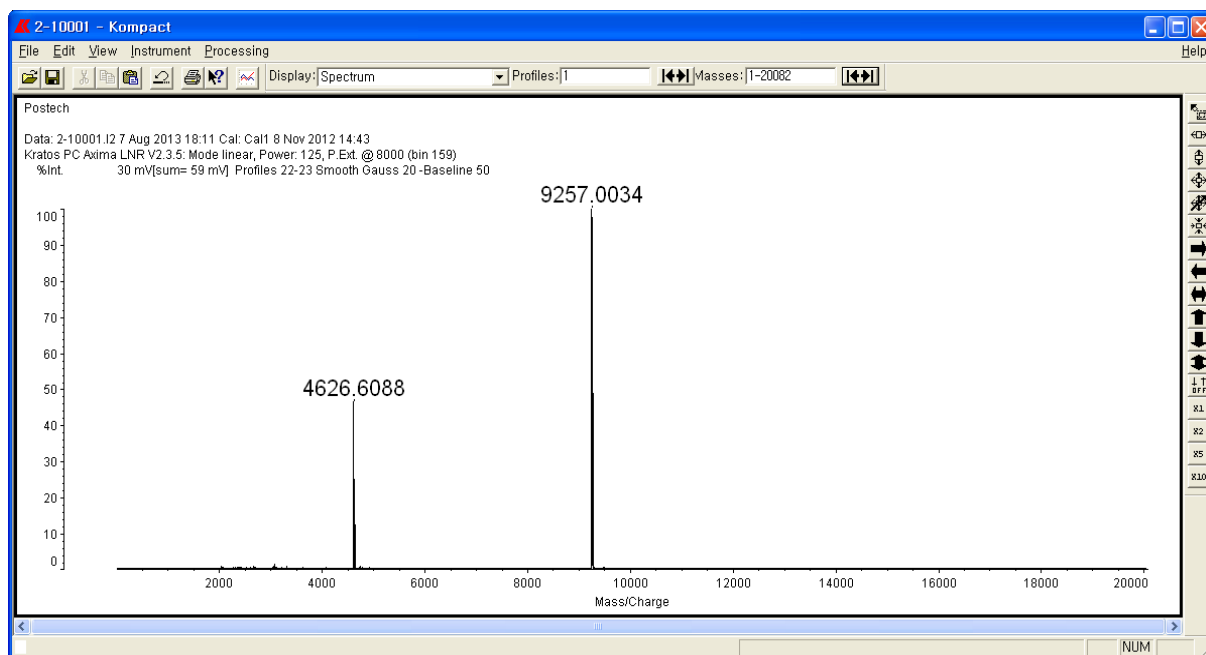 2-10001 - Kompact
File Edit View Instrument Processing Help
Display: Spectrum Profiles: 1 Masses: 1-20082
Postech
Data: 2-10001.I2 7 Aug 2013 18:11 Cal: Cal1 8 Nov 2012 14:43
Kratos PC Axima LNR V2.3.5: Mode linear, Power: 125, P.Ext. @ 8000 (bin 159)
%Int. 30 mV[sum= 59 mV] Profiles 22-23 Smooth Gauss 20 -Baseline 50
9257.0034
100
90
80
70
60
50
4626.6088
40
30
20
10
0
2000 4000 6000 8000 10000 12000 14000 16000 18000 20000
Mass/Charge
OFF
X1
X2
X5
X10
NUM